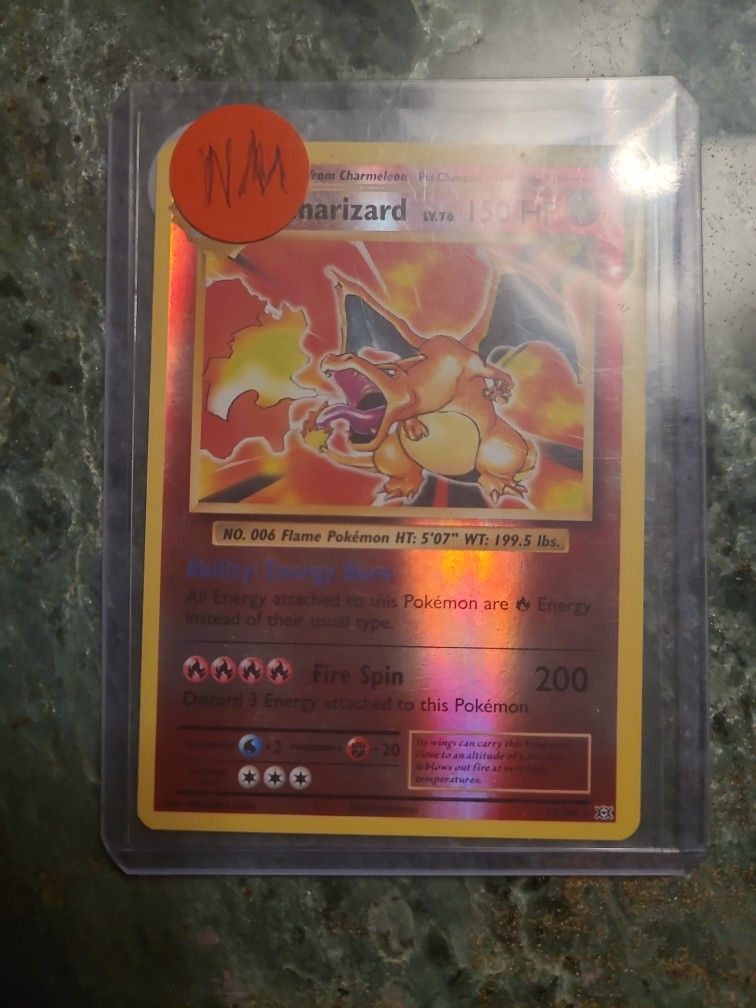 NM
from Charmeleon
marizard LV.76 150 HP
NO. 006 Flame Pokémon HT: 5'07" WT: 199.5 lbs.
Ability: Energy Burn
All Energy attached to this Pokémon are Energy
instead of their usual type.
Fire Spin 200
Discard 3 Energy attached to this Pokémon.
weakness ×2 resistance -20
Its wings can carry this Pokémon
close to an altitude of
It blows out fire at very high
temperatures.